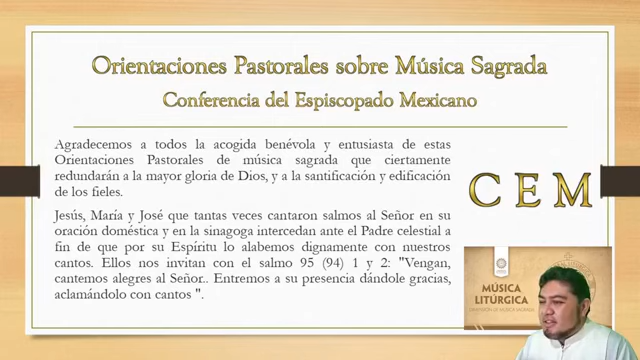 Orientaciones Pastorales sobre Música Sagrada
Conferencia del Espiscopado Mexicano
Agradecemos a todos la acogida benévola y entusiasta de estas
Orientaciones Pastorales de música sagrada que ciertamente
redundarán a la mayor gloria de Dios, y a la santificación y edificación
de los fieles.
Jesús, María y José que tantas veces cantaron salmos al Señor en su
oración doméstica y en la sinagoga intercedan ante el Padre celestial a
fin de que por su Espíritu lo alabemos dignamente con nuestros
cantos. Ellos nos invitan con el salmo 95 (94) 1 y 2: "Vengan,
cantemos alegres al Señor.. Entremos a su presencia dándole gracias,
aclamándolo con cantos ".
C E M
MÚSICA
LITÚRGICA
DIMENSIÓN DE MÚSICA SAGRADA